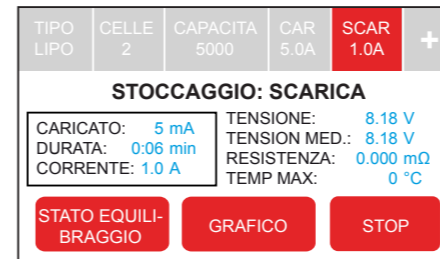 TIPO CELLE CAPACITA CAR SCAR +
LIPO 2 5000 5.0A 1.0A
STOCCAGGIO: SCARICA
CARICATO: 5 mA
DURATA: 0:06 min
CORRENTE: 1.0 A
TENSIONE: 8.18 V
TENSION MED.: 8.18 V
RESISTENZA: 0.000 mΩ
TEMP MAX: 0 °C
STATO EQUILI-
BRAGGIO
GRAFICO
STOP